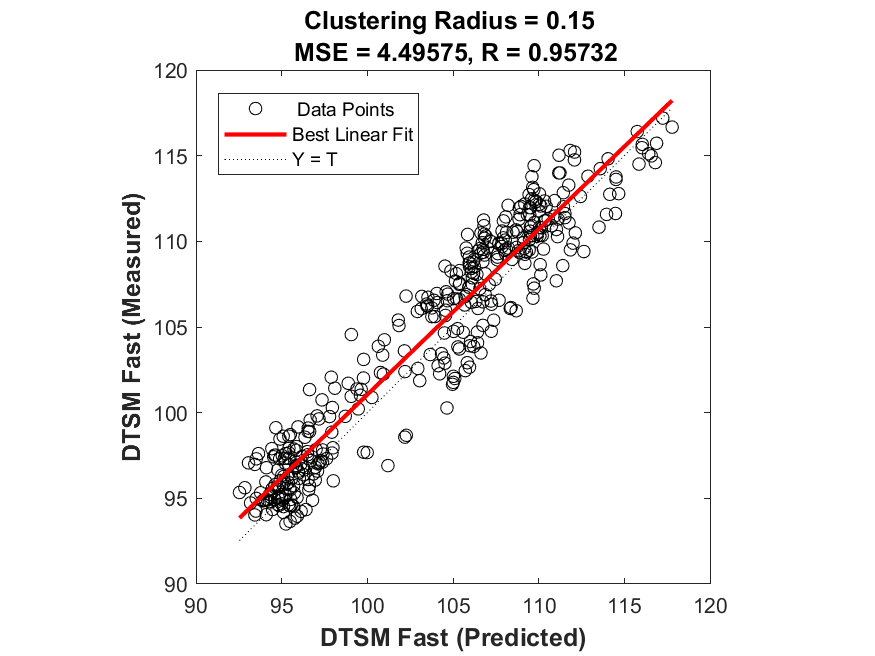 Clustering Radius = 0.15
MSE = 4.49575, R = 0.95732
120
115
110
105
100
95
90
DTSM Fast (Measured)
Data Points
Best Linear Fit
Y = T
90 95 100 105 110 115 120
DTSM Fast (Predicted)